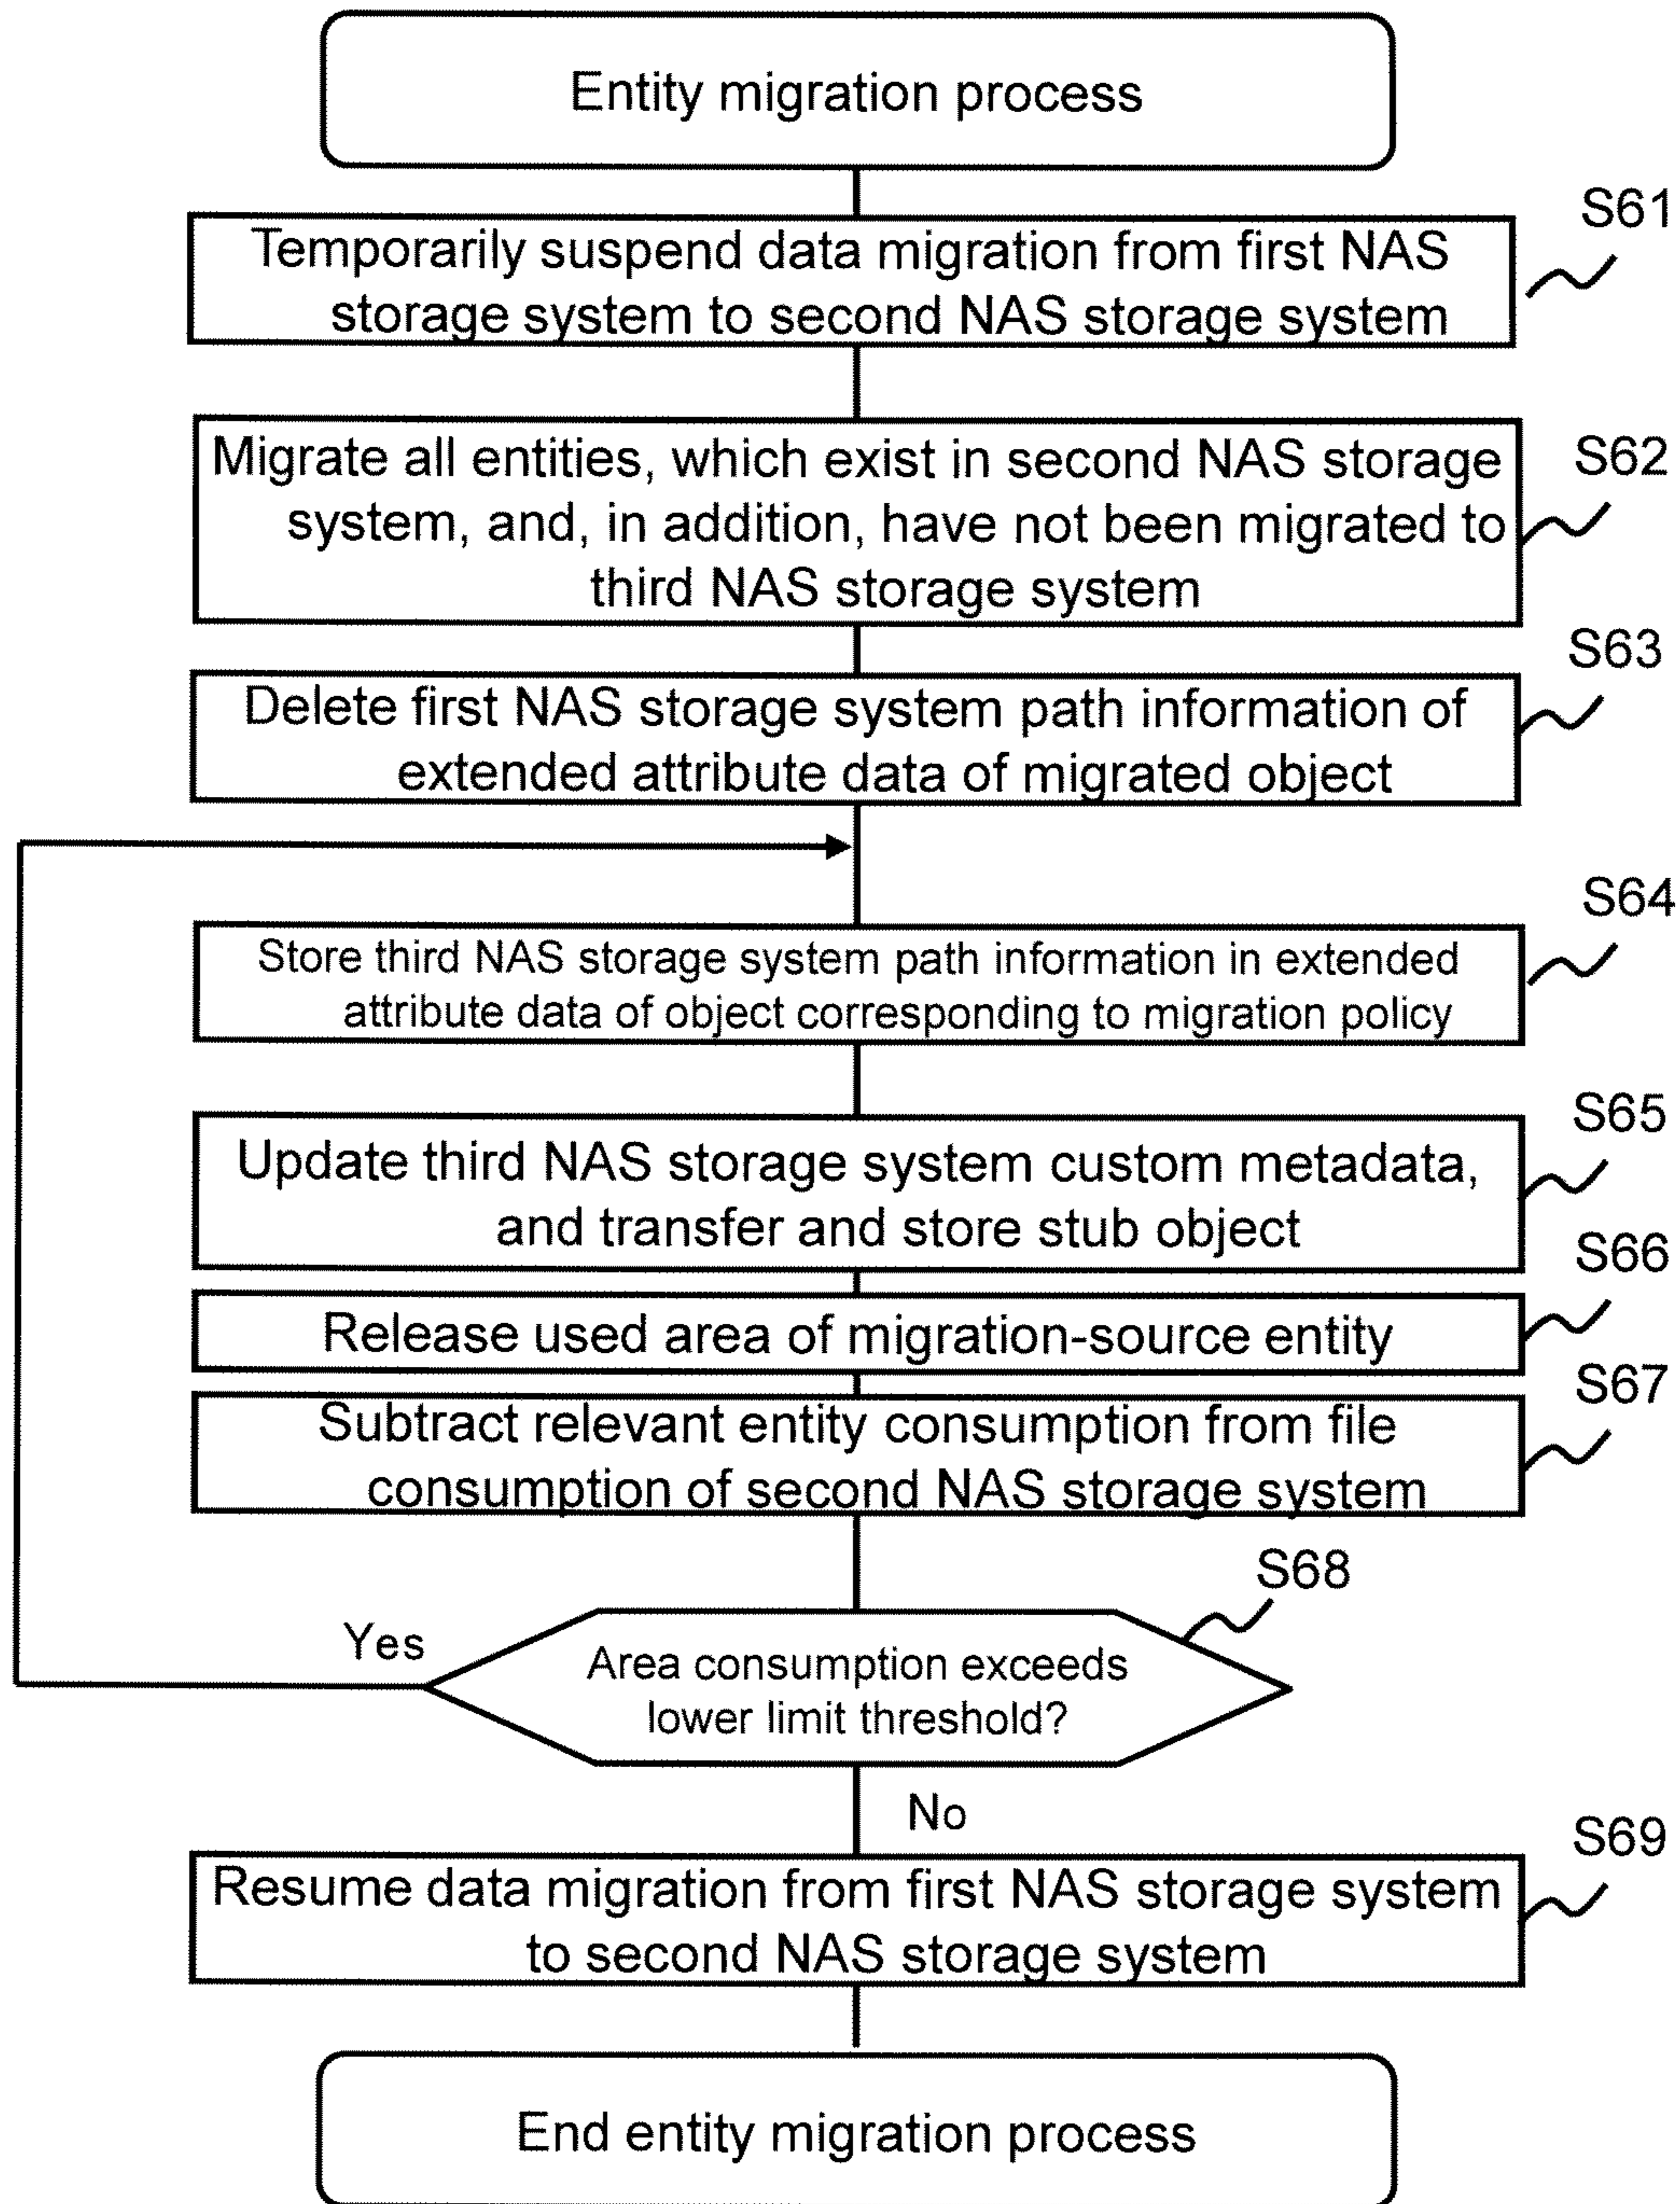 Entity migration process
S61
Temporarily suspend data migration from first NAS
storage system to second NAS storage system
S62
Migrate all entities, which exist in second NAS storage
system, and, in addition, have not been migrated to
third NAS storage system
S63
Delete first NAS storage system path information of
extended attribute data of migrated object
S64
Store third NAS storage system path information in extended
attribute data of object corresponding to migration policy
S65
Update third NAS storage system custom metadata,
and transfer and store stub object
S66
Release used area of migration-source entity
S67
Subtract relevant entity consumption from file
consumption of second NAS storage system
S68
Yes
Area consumption exceeds
lower limit threshold?
No
S69
Resume data migration from first NAS storage system
to second NAS storage system
End entity migration process